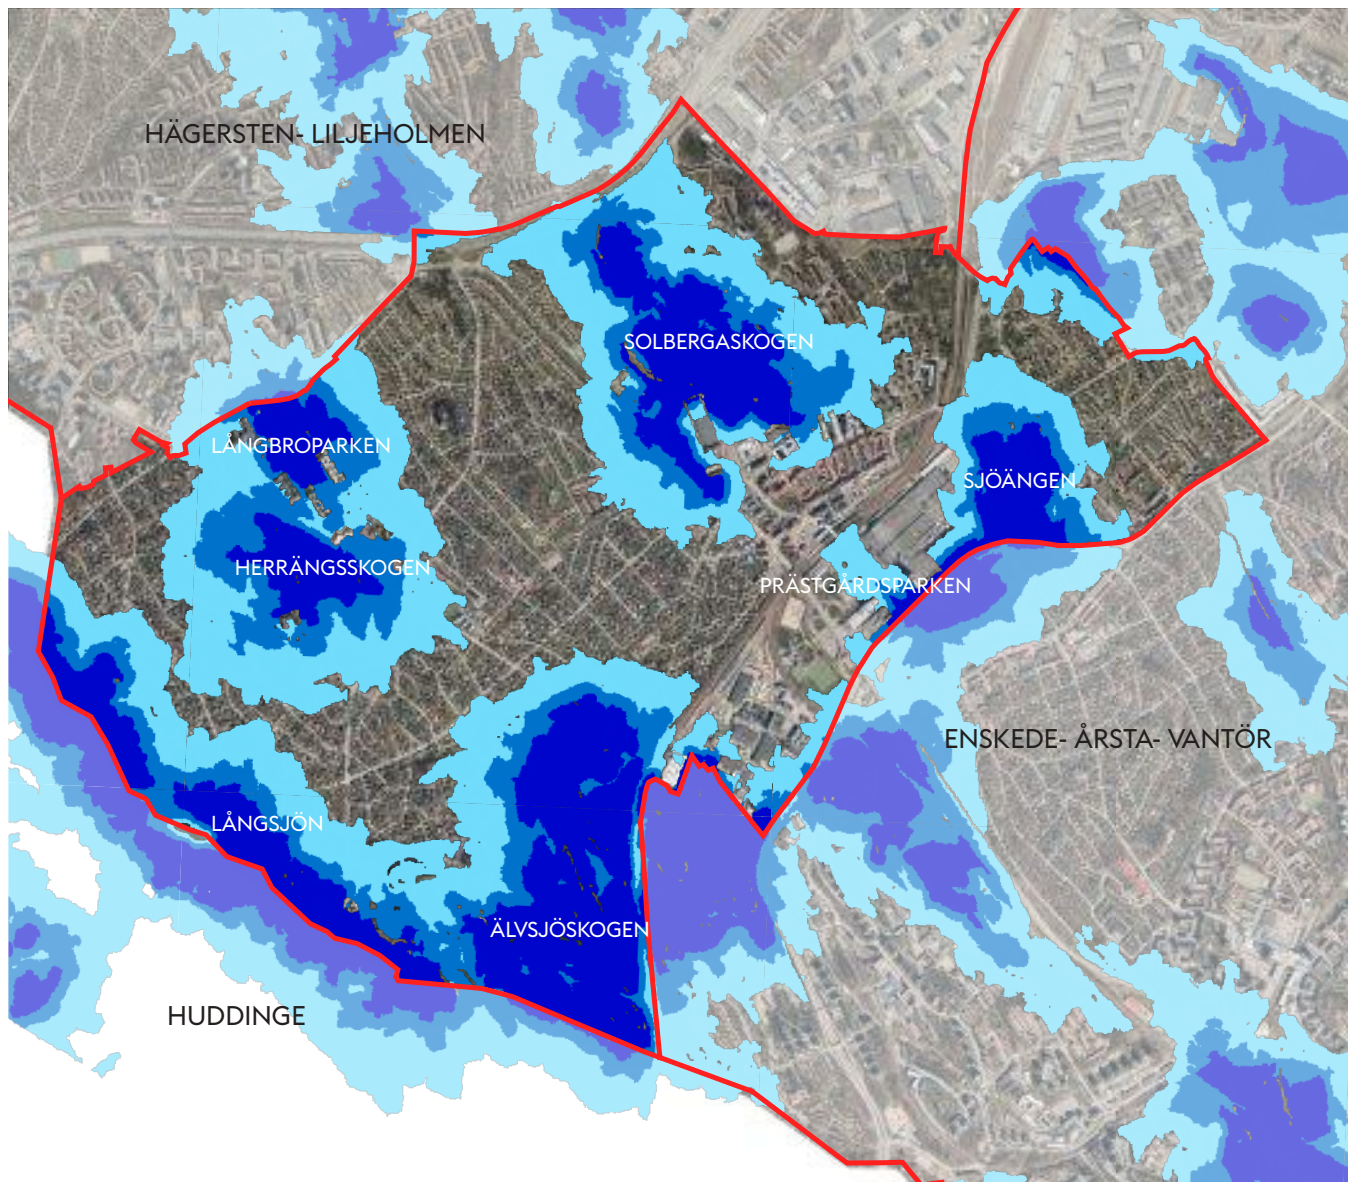 HÄGERSTEN- LILJEHOLMEN
SOLBERGASKOGEN
LÅNGBROPARKEN
SJÖÄNGEN
HERRÄNGSSKOGEN
PRÄSTGÅRDSPARKEN
ENSKEDE- ÅRSTA- VANTÖR
LÅNGSJÖN
ÄLVSJÖSKOGEN
HUDDINGE